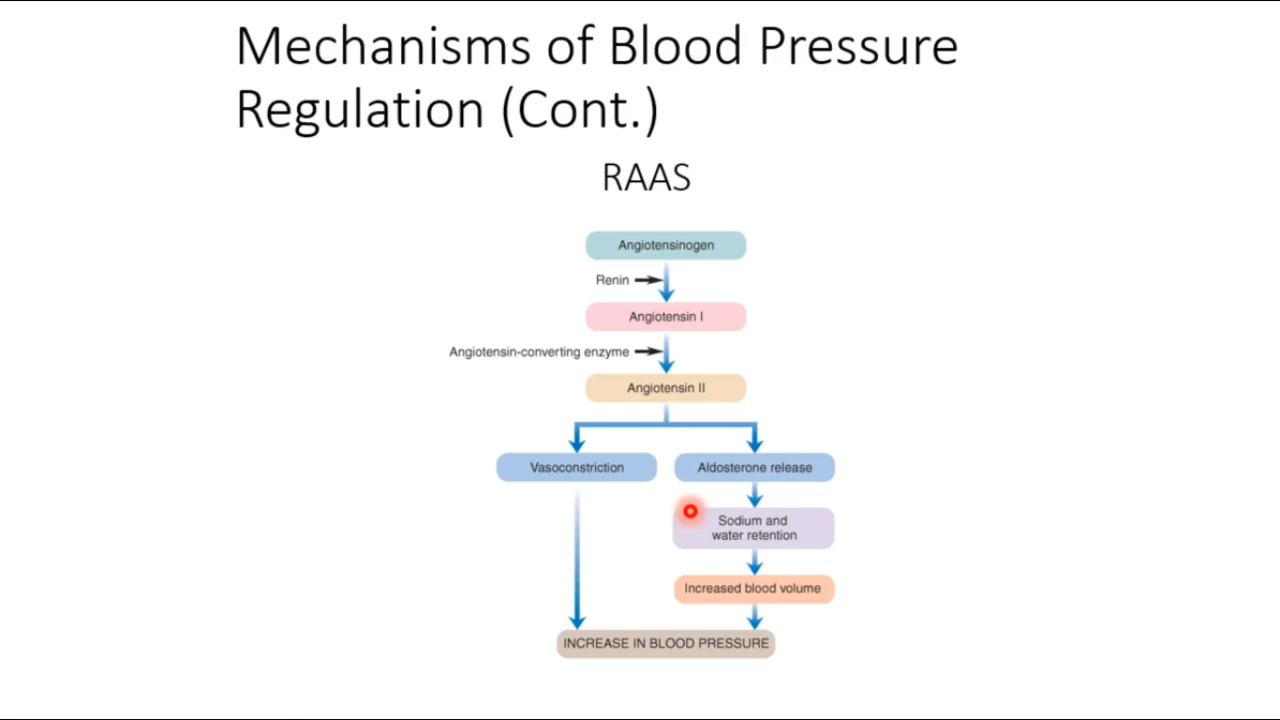 Mechanisms of Blood Pressure
Regulation (Cont.)
RAAS
Angiotensinogen
Renin
Angiotensin I
Angiotensin-converting enzyme
Angiotensin II
Vasoconstriction
Aldosterone release
Sodium and
water retention
Increased blood volume
INCREASE IN BLOOD PRESSURE